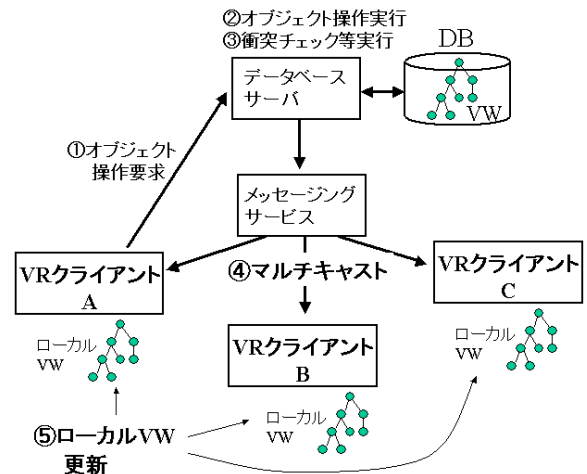 ②オブジェクト操作実行
③衝突チェック等実行
DB
データベース
サーバ
VW
①オブジェクト
操作要求
メッセージング
サービス
VRクライアント
A
④マルチキャスト
VRクライアント
C
ローカル
VW
VRクライアント
B
ローカル
VW
ローカル
VW
⑤ローカルVW
更新